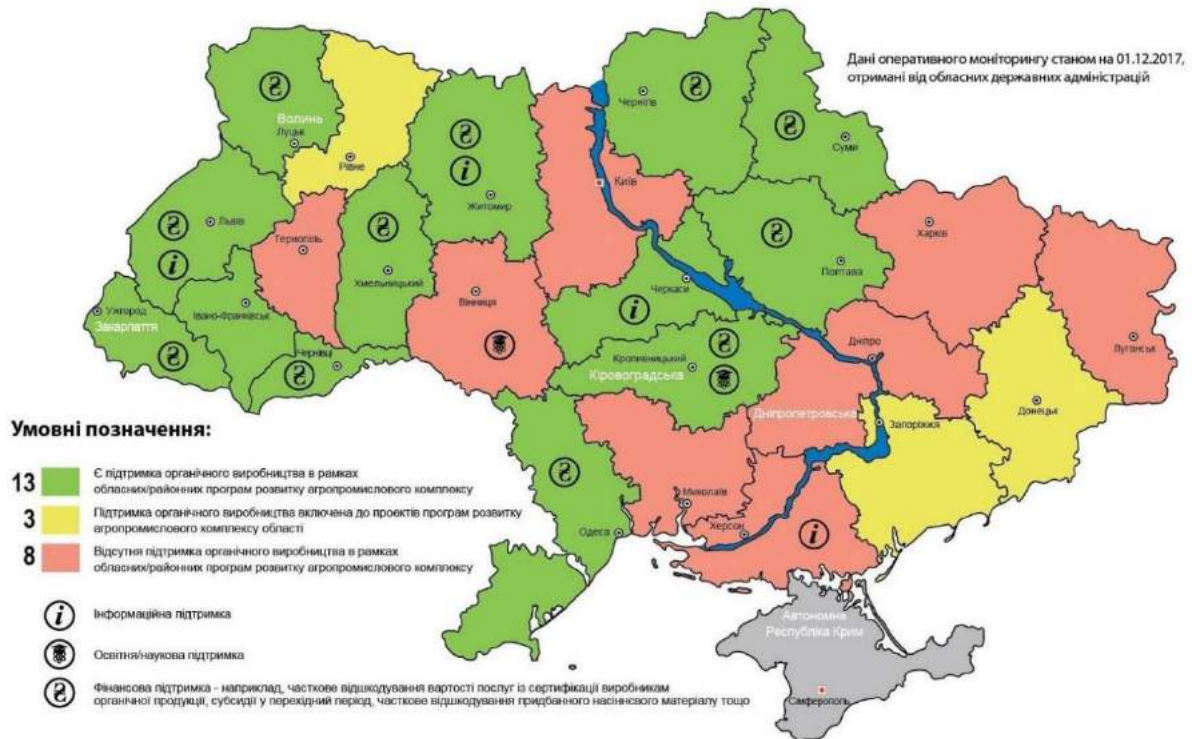 Дані оперативного моніторингу станом на 01.12.2017,
отримані від обласних державних адміністрацій
Чернігів
Волинь
Луцьк
Суми
Рівне
Київ
Житомир
Львів
Тернопіль
Харків
Хмельницький
Полтава
Черкаси
Вінниця
Ужгород
Івано-Франківськ
Закарпаття
Луганськ
Чернівці
Дніпро
Кропивницький
Кіровоградська
Донецьк
Дніпропетровська
Запоріжжя
Миколаїв
Херсон
Одеса
Автономна
Республіка Крим
Сімферополь
Умовні позначення:
13 Є підтримка органічного виробництва в рамках
обласних/районних програм розвитку агропромислового комплексу
3 Підтримка органічного виробництва включена до проектів програм розвитку
агропромислового комплексу області
8 Відсутня підтримка органічного виробництва в рамках
обласних/районних програм розвитку агропромислового комплексу
i Інформаційна підтримка
Освітня/наукова підтримка
₴ Фінансова підтримка - наприклад, часткове відшкодування вартості послуг із сертифікації виробникам
органічної продукції, субсидії у перехідний період, часткове відшкодування придбанного насіннєвого матеріалу тощо